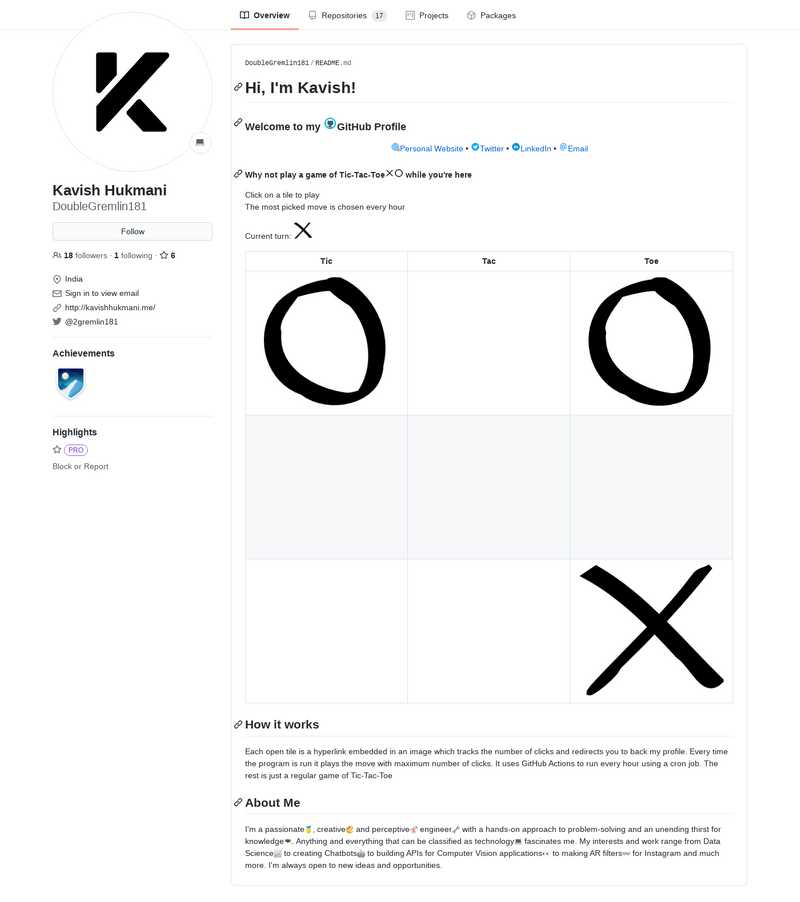 Overview
Repositories 17
Projects
Packages
Kavish Hukmani
DoubleGremlin181
Follow
18 followers · 1 following · 6
India
Sign in to view email
http://kavishhukmani.me/
@2gremlin181
Achievements
Highlights
PRO
Block or Report
DoubleGremlin181/README.md
Hi, I'm Kavish!
Welcome to my GitHub Profile
Personal Website • Twitter • LinkedIn • Email
Why not play a game of Tic-Tac-Toe while you're here
Click on a tile to play
The most picked move is chosen every hour
Current turn:
Tic Tac Toe
How it works
Each open tile is a hyperlink embedded in an image which tracks the number of clicks and redirects you to back my profile. Every time
the program is run it plays the move with maximum number of clicks. It uses GitHub Actions to run every hour using a cron job. The
rest is just a regular game of Tic-Tac-Toe
About Me
I'm a passionate, creative and perceptive engineer with a hands-on approach to problem-solving and an unending thirst for
knowledge. Anything and everything that can be classified as technology fascinates me. My interests and work range from Data
Science to creating Chatbots to building APIs for Computer Vision applications to making AR filters for Instagram and much
more. I'm always open to new ideas and opportunities.